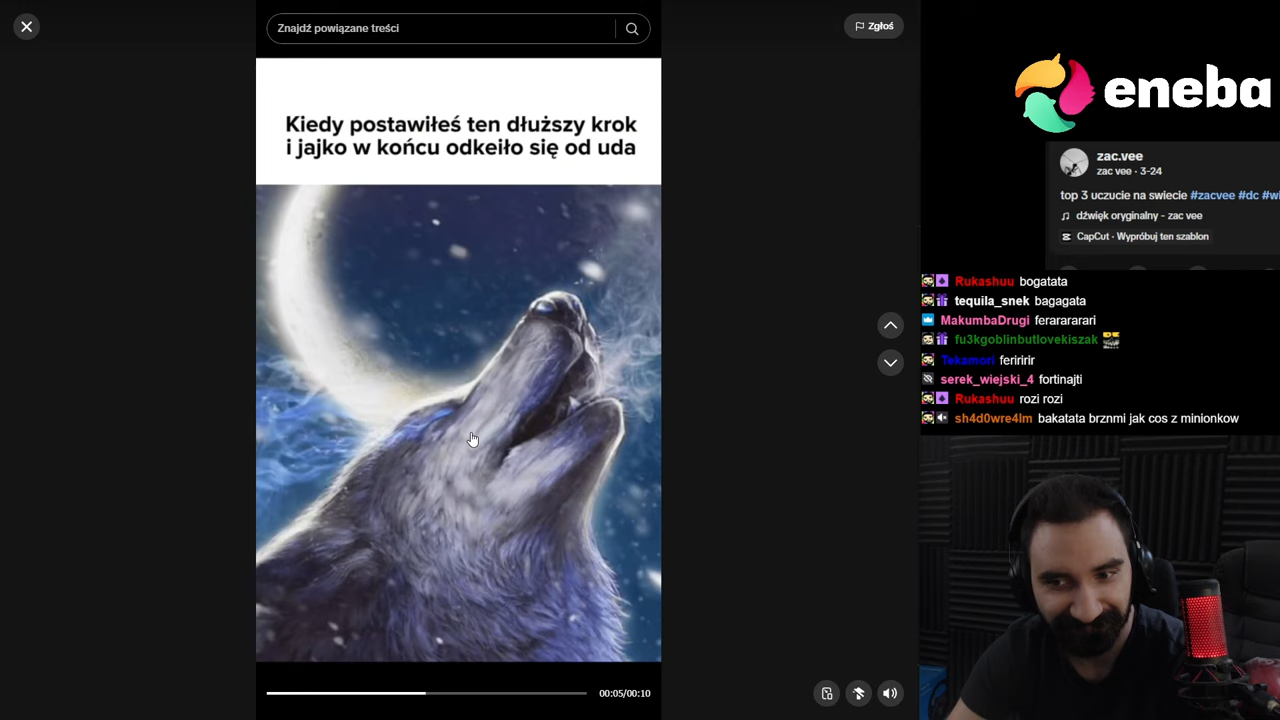 Znajdź powiązane treści
Zgłoś
Kiedy postawiłeś ten dłuższy krok
i jajko w końcu odkeiło się od uda
00:05/00:10
eneba
zac.vee
zac vee · 3-24
top 3 uczucie na swiecie #zacvee #dc #wi
dźwięk oryginalny - zac vee
CapCut · Wypróbuj ten szablon
Rukashuu bogatata
tequila_snek bagagata
MakumbaDrugi ferarararari
fu3kgoblinbutlovekiszak
Tekamori feriririr
serek_wiejski_4 fortinajti
Rukashuu rozi rozi
sh4d0wre4lm bakatata brznmi jak cos z minionkow